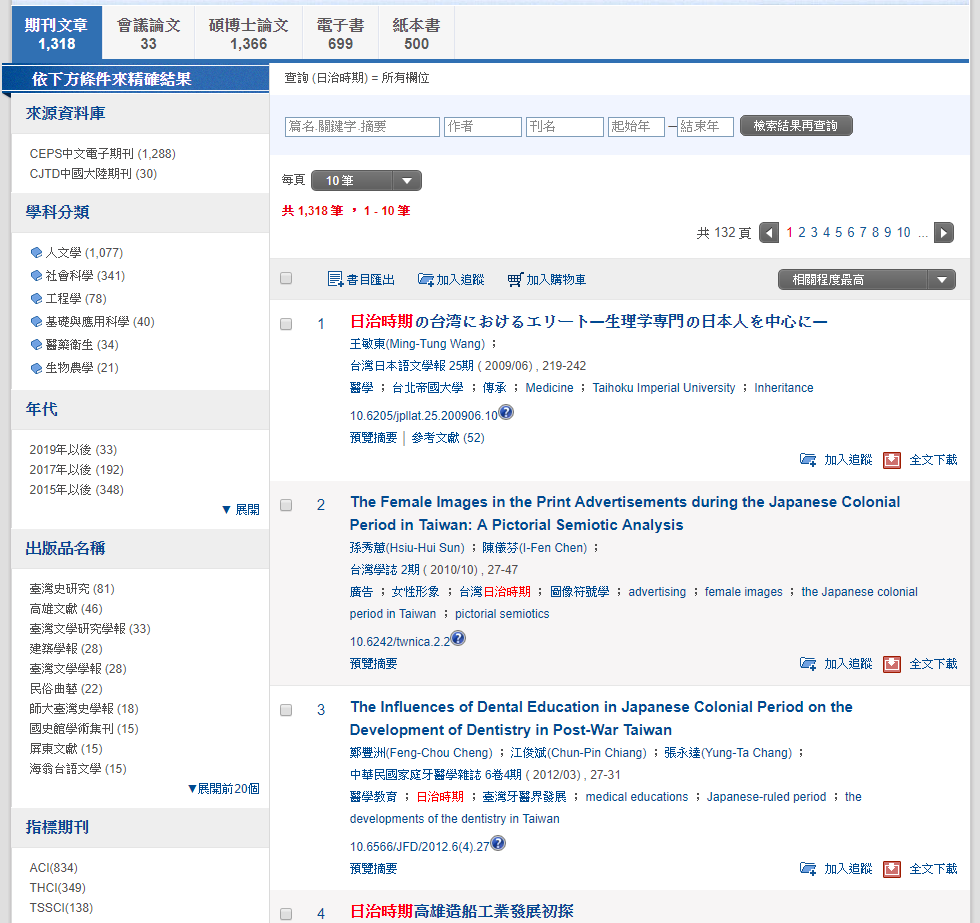 期刊文章
1,318
會議論文
33
碩博士論文
1,366
電子書
699
紙本書
500
依下方條件來精確結果
來源資料庫
CEPS中文電子期刊 (1,288)
CJTD中國大陸期刊 (30)
學科分類
人文學 (1,077)
社會科學 (341)
工程學 (78)
基礎與應用科學 (40)
醫藥衛生 (34)
生物農學 (21)
年代
2019年以後 (33)
2017年以後 (192)
2015年以後 (348)
▼ 展開
出版品名稱
臺灣史研究 (81)
高雄文獻 (46)
臺灣文學研究學報 (33)
建築學報 (28)
臺灣文學學報 (28)
民俗曲藝 (22)
師大臺灣史學報 (18)
國史館學術集刊 (15)
屏東文獻 (15)
海翁台語文學 (15)
▼展開前20個
指標期刊
ACI(834)
THCI(349)
TSSCI(138)
查詢 (日治時期) = 所有欄位
篇名.關鍵字.摘要 作者 刊名 起始年 –結束年 檢索結果再查詢
每頁 10 筆
共 1,318 筆 , 1 - 10 筆
共 132 頁 1 2 3 4 5 6 7 8 9 10 ...
書目匯出 加入追蹤 加入購物車 相關程度最高
1 日治時期の台湾におけるエリート—生理学専門の日本人を中心に—
王敏東(Ming-Tung Wang) ;
台灣日本語文學報 25期 ( 2009/06) , 219-242
醫學 ; 台北帝國大學 ; 傳承 ; Medicine ; Taihoku Imperial University ; Inheritance
10.6205/jpllat.25.200906.10
預覽摘要 | 參考文獻 (52)
加入追蹤 全文下載
2 The Female Images in the Print Advertisements during the Japanese Colonial
Period in Taiwan: A Pictorial Semiotic Analysis
孫秀蕙(Hsiu-Hui Sun) ; 陳儀芬(I-Fen Chen) ;
台灣學誌 2期 ( 2010/10) , 27-47
廣告 ; 女性形象 ; 台灣日治時期 ; 圖像符號學 ; advertising ; female images ; the Japanese colonial
period in Taiwan ; pictorial semiotics
10.6242/twnica.2.2
預覽摘要
加入追蹤 全文下載
3 The Influences of Dental Education in Japanese Colonial Period on the
Development of Dentistry in Post-War Taiwan
鄭豐洲(Feng-Chou Cheng) ; 江俊斌(Chun-Pin Chiang) ; 張永達(Yung-Ta Chang) ;
中華民國家庭牙醫學雜誌 6卷4期 ( 2012/03) , 27-31
醫學教育 ; 日治時期 ; 臺灣牙醫界發展 ; medical educations ; Japanese-ruled period ; the
developments of the dentistry in Taiwan
10.6566/JFD/2012.6(4).27
預覽摘要
加入追蹤 全文下載
4 日治時期高雄造船工業發展初探